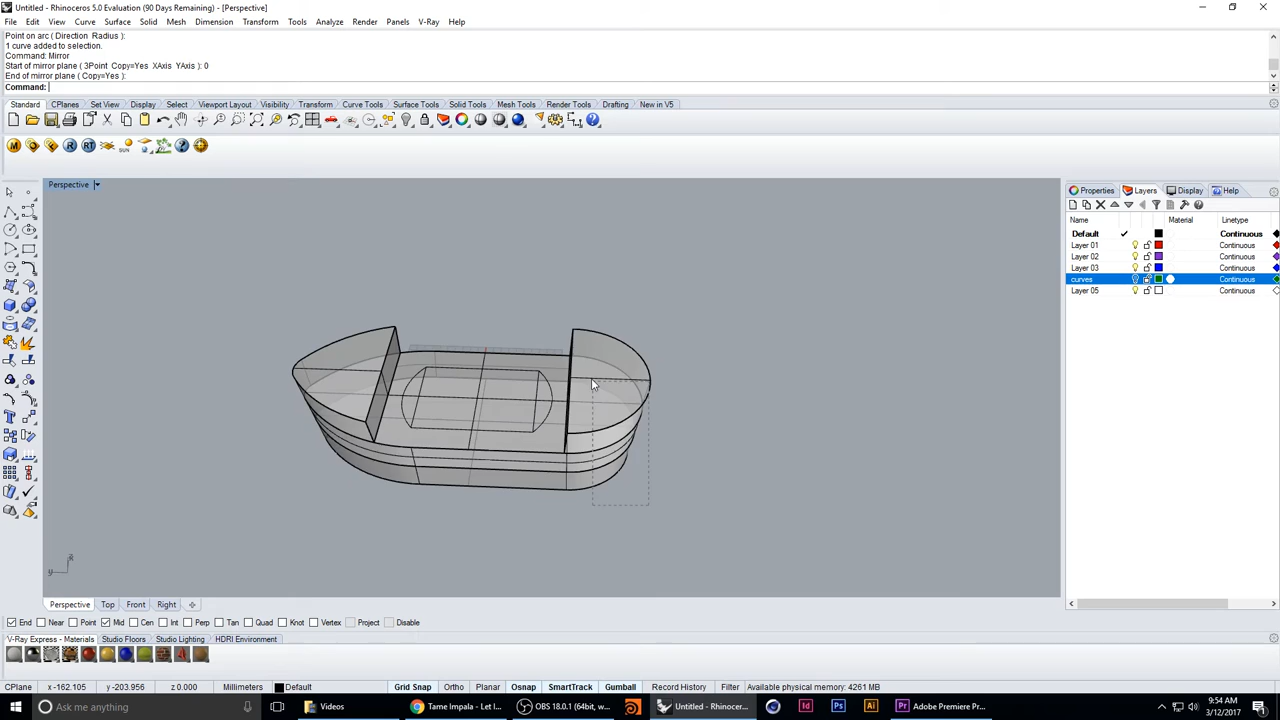 Untitled - Rhinoceros 5.0 Evaluation (90 Days Remaining) - [Perspective]
File Edit View Curve Surface Solid Mesh Dimension Transform Tools Analyze Render Panels V-Ray Help
Point on arc ( Direction Radius ):
1 curve added to selection.
Command: Mirror
Start of mirror plane ( 3Point Copy=Yes XAxis YAxis ): 0
End of mirror plane ( Copy=Yes ):
Command:
Standard CPlanes Set View Display Select Viewport Layout Visibility Transform Curve Tools Surface Tools Solid Tools Mesh Tools Render Tools Drafting New in V5
Perspective
Properties Layers Display Help
Name Material Linetype
Default Continuous
Layer 01 Continuous
Layer 02 Continuous
Layer 03 Continuous
curves Continuous
Layer 05 Continuous
Perspective Top Front Right
End Near Point Mid Cen Int Perp Tan Quad Knot Vertex Project Disable
V-Ray Express - Materials Studio Floors Studio Lighting HDRI Environment
CPlane x -162.105 y -203.956 z 0.000 Millimeters Default Grid Snap Ortho Planar Osnap SmartTrack Gumball Record History Filter Available physical memory: 4261 MB
Ask me anything Videos Tame Impala - Let I... OBS 18.0.1 (64bit, w... Untitled - Rhinocer... Adobe Premiere Pr... 9:54 AM
3/12/2017